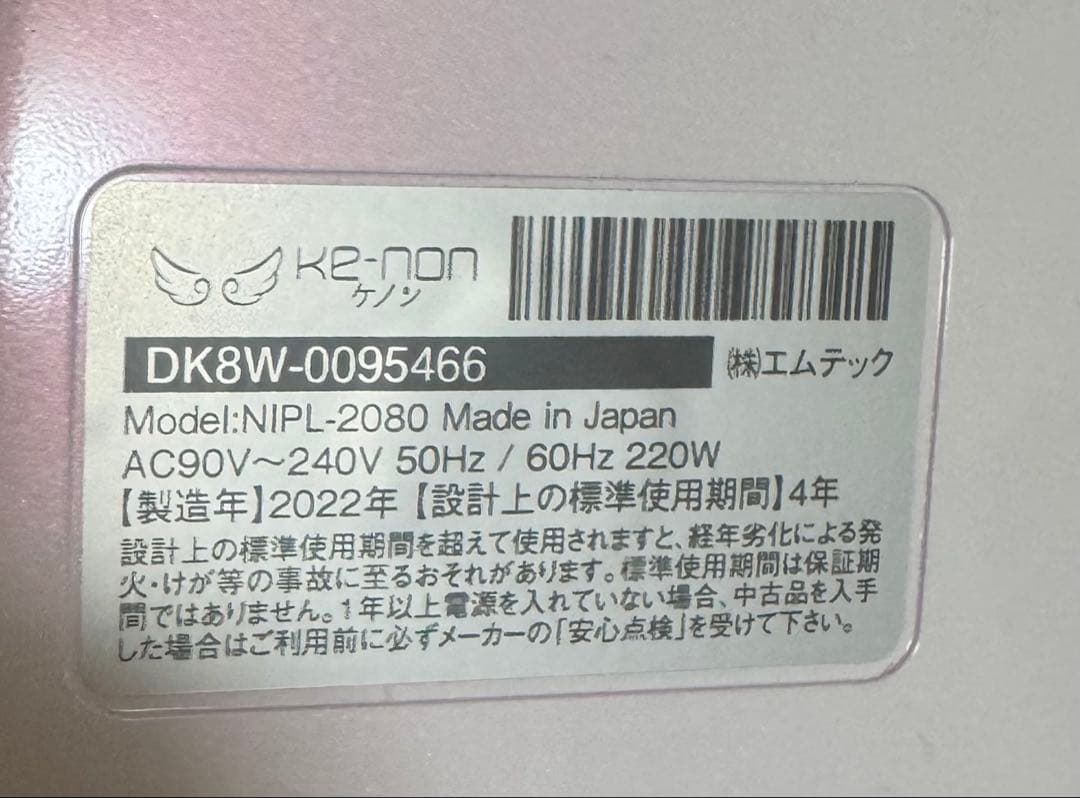 Ke-non
ケノン
DK8W-0095466
㈱エムテック
Model:NIPL-2080 Made in Japan
AC90V～240V 50Hz / 60Hz 220W
【製造年】2022年【設計上の標準使用期間】4年
設計上の標準使用期間を超えて使用されますと、経年劣化による発
火・けが等の事故に至るおそれがあります。標準使用期間は保証期
間ではありません。1年以上電源を入れていない場合、中古品を入手
した場合はご利用前に必ずメーカーの「安心点検」を受けて下さい。